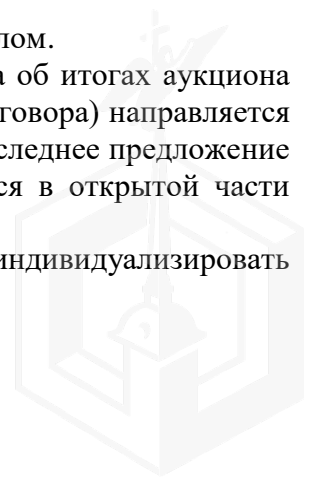 лом.
а об итогах аукциона
говора) направляется
следнее предложение
ся в открытой части
индивидуализировать